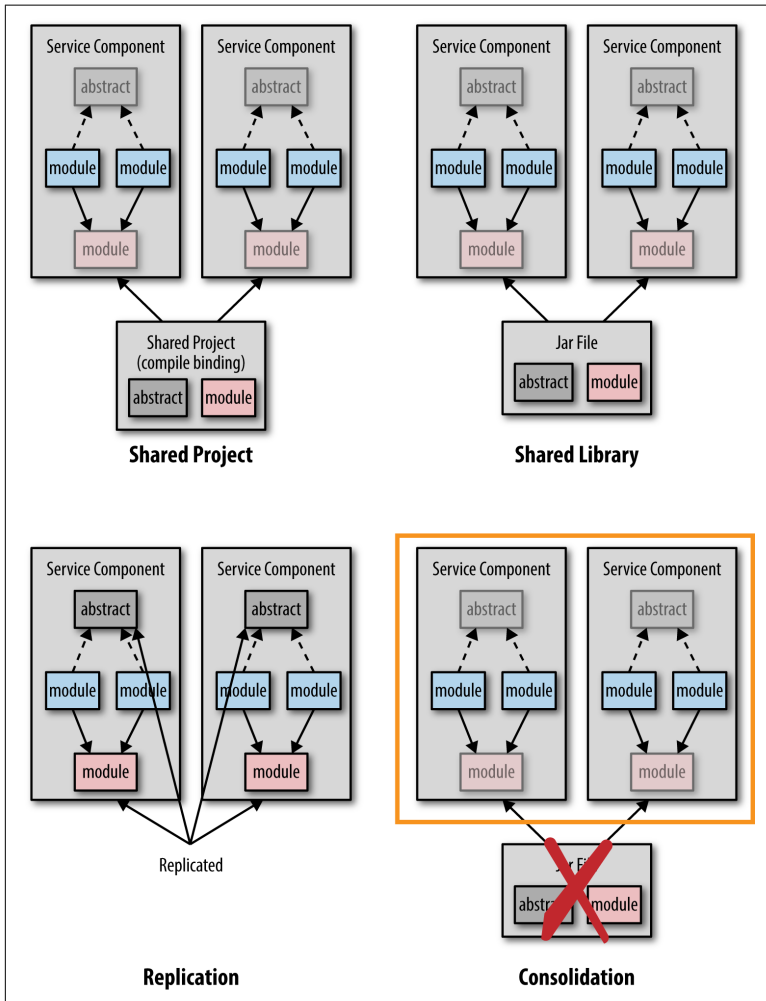 Service Component
Service Component
abstract
abstract
module module
module module
module
module
Shared Project
(compile binding)
abstract module
Shared Project
Service Component
Service Component
abstract
abstract
module module
module module
module
module
Jar File
abstract module
Shared Library
Service Component
Service Component
abstract
abstract
module module
module module
module
module
Replicated
Replication
Service Component
Service Component
abstract
abstract
module module
module module
module
module
Jar File
abstract module
Consolidation